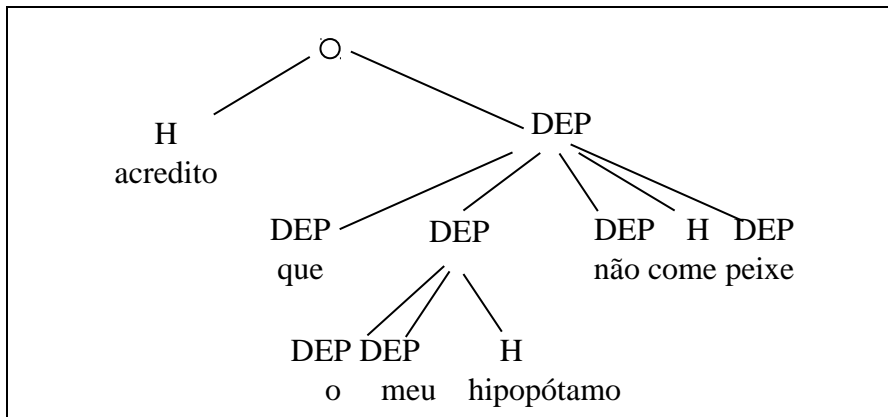 H DEP
acredito
DEP DEP DEP H DEP
que não come peixe
DEP DEP H
o meu hipopótamo